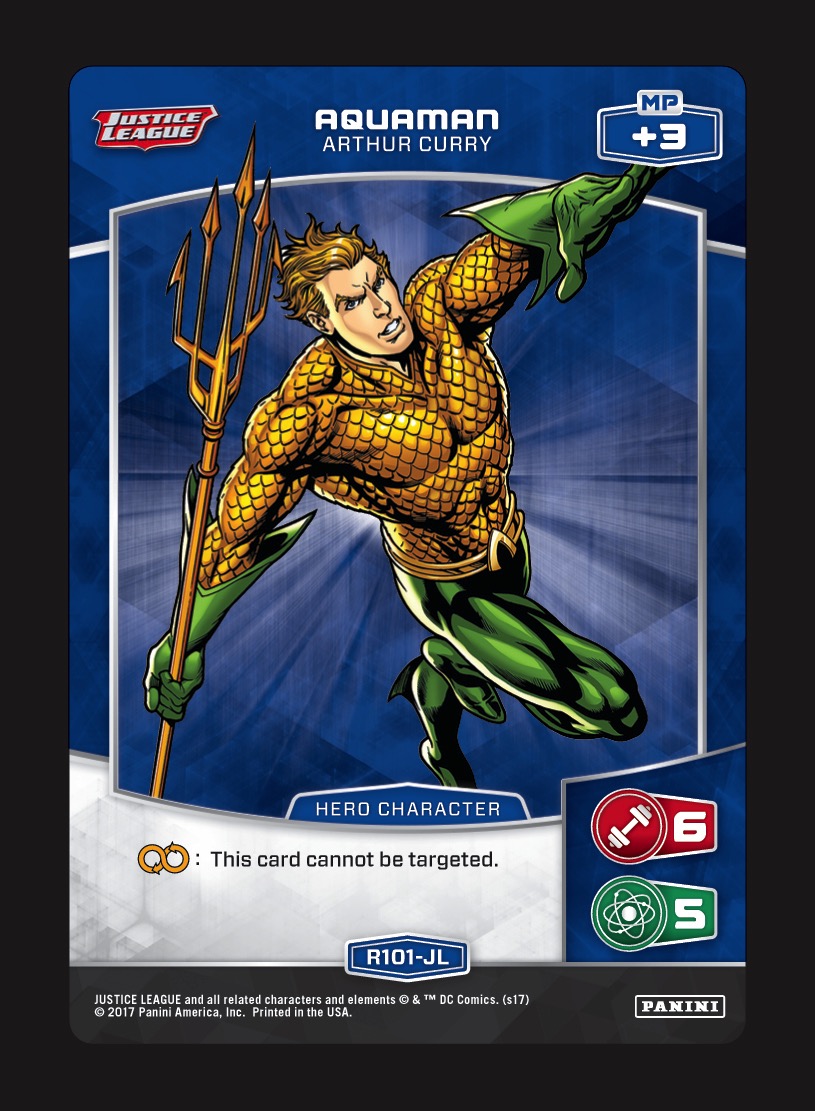 JUSTICE
LEAGUE
AQUAMAN
ARTHUR CURRY
MP
+3
HERO CHARACTER
: This card cannot be targeted.
6
5
R101-JL
JUSTICE LEAGUE and all related characters and elements © & ™ DC Comics. (s17)
© 2017 Panini America, Inc. Printed in the USA.
PANINI